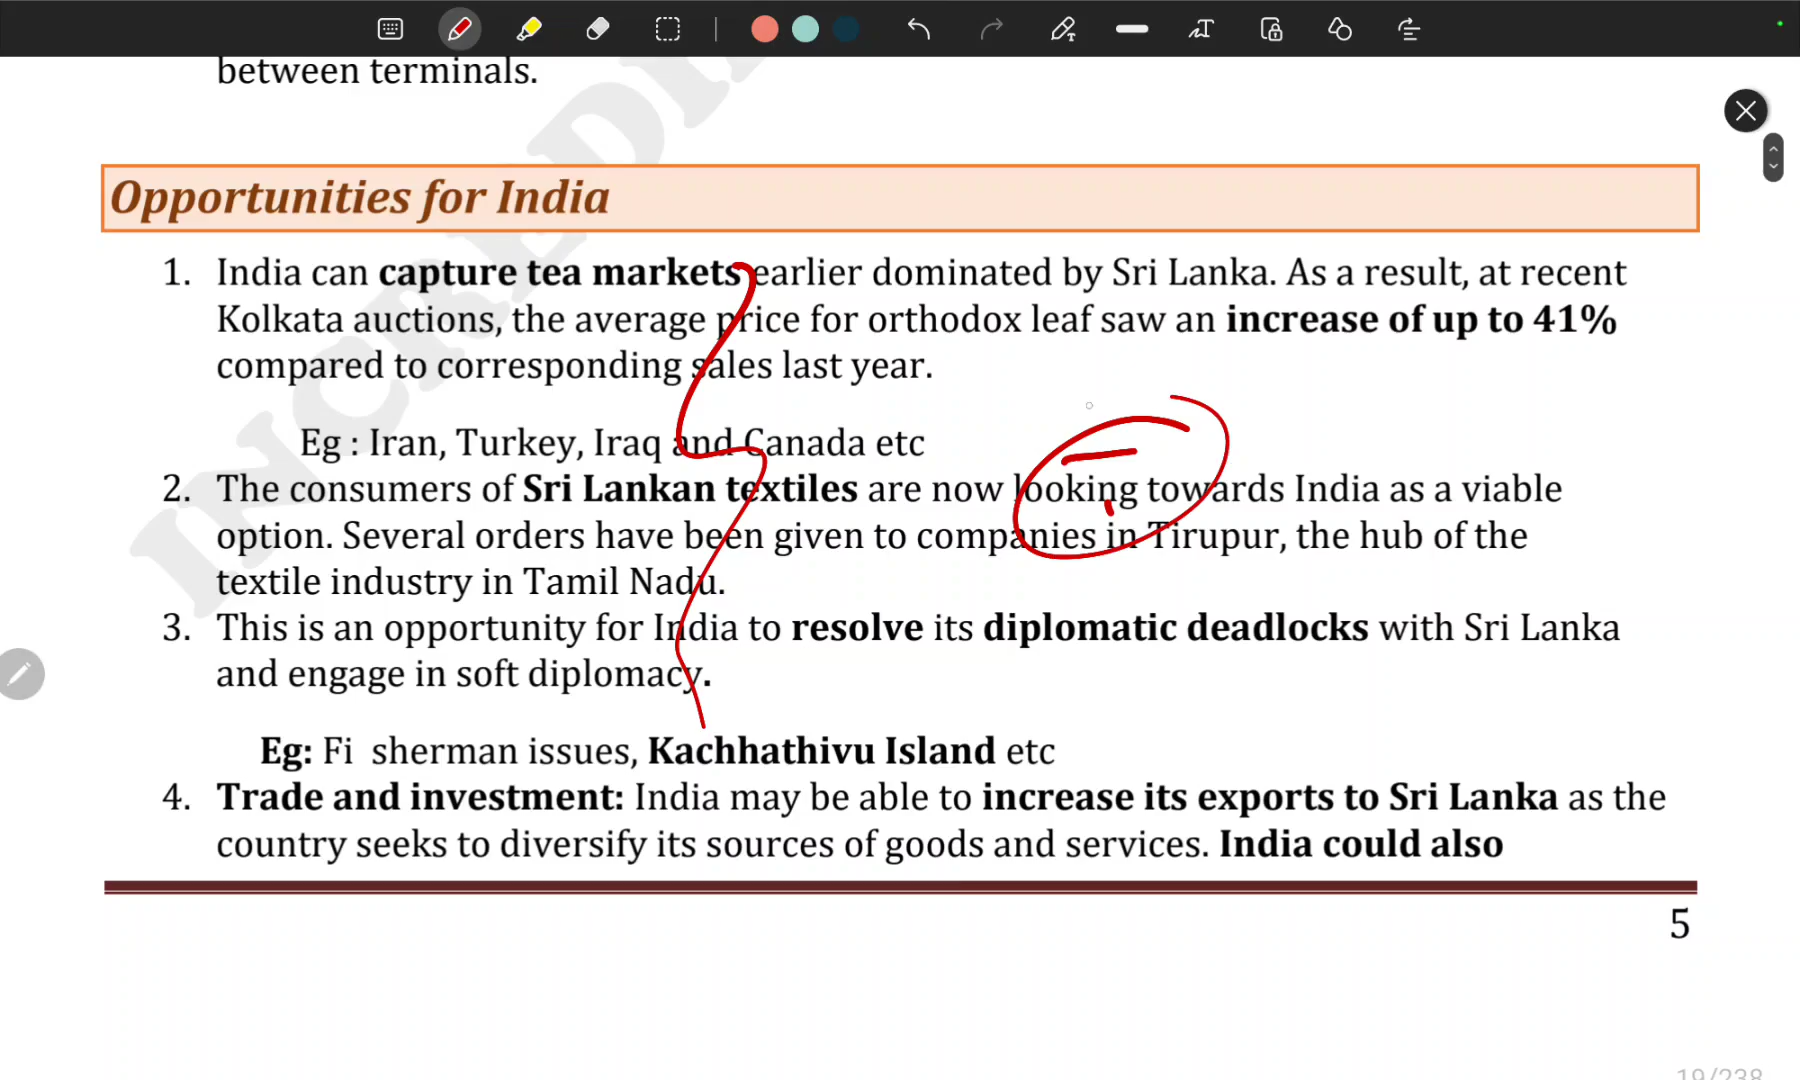 between terminals.
Opportunities for India
1. India can capture tea markets earlier dominated by Sri Lanka. As a result, at recent
Kolkata auctions, the average price for orthodox leaf saw an increase of up to 41%
compared to corresponding sales last year.
Eg : Iran, Turkey, Iraq and Canada etc
2. The consumers of Sri Lankan textiles are now looking towards India as a viable
option. Several orders have been given to companies in Tirupur, the hub of the
textile industry in Tamil Nadu.
3. This is an opportunity for India to resolve its diplomatic deadlocks with Sri Lanka
and engage in soft diplomacy.
Eg: Fi sherman issues, Kachhathivu Island etc
4. Trade and investment: India may be able to increase its exports to Sri Lanka as the
country seeks to diversify its sources of goods and services. India could also
5
19/238